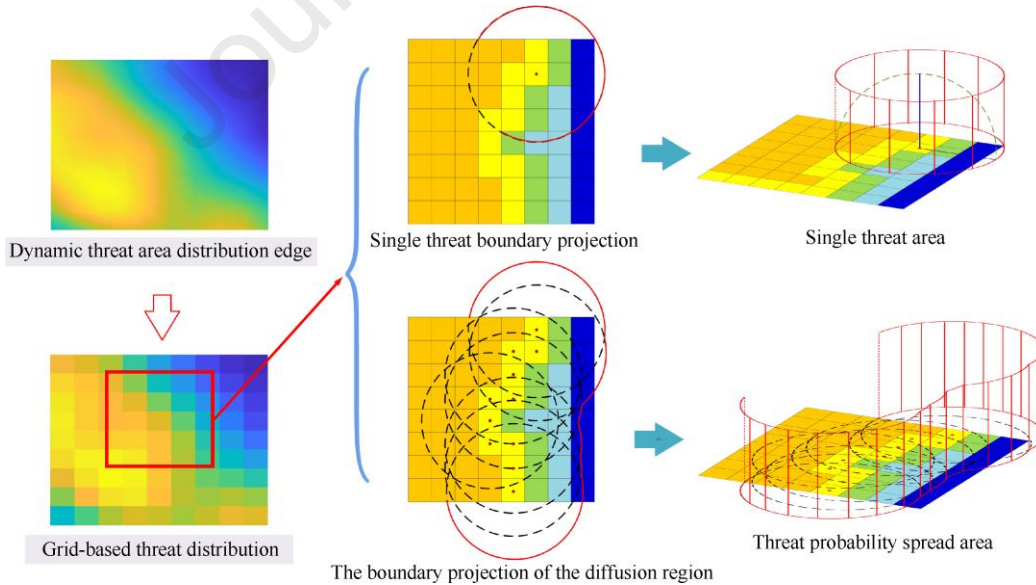 Jour
Dynamic threat area distribution edge
Single threat boundary projection
Single threat area
Grid-based threat distribution
Threat probability spread area
The boundary projection of the diffusion region